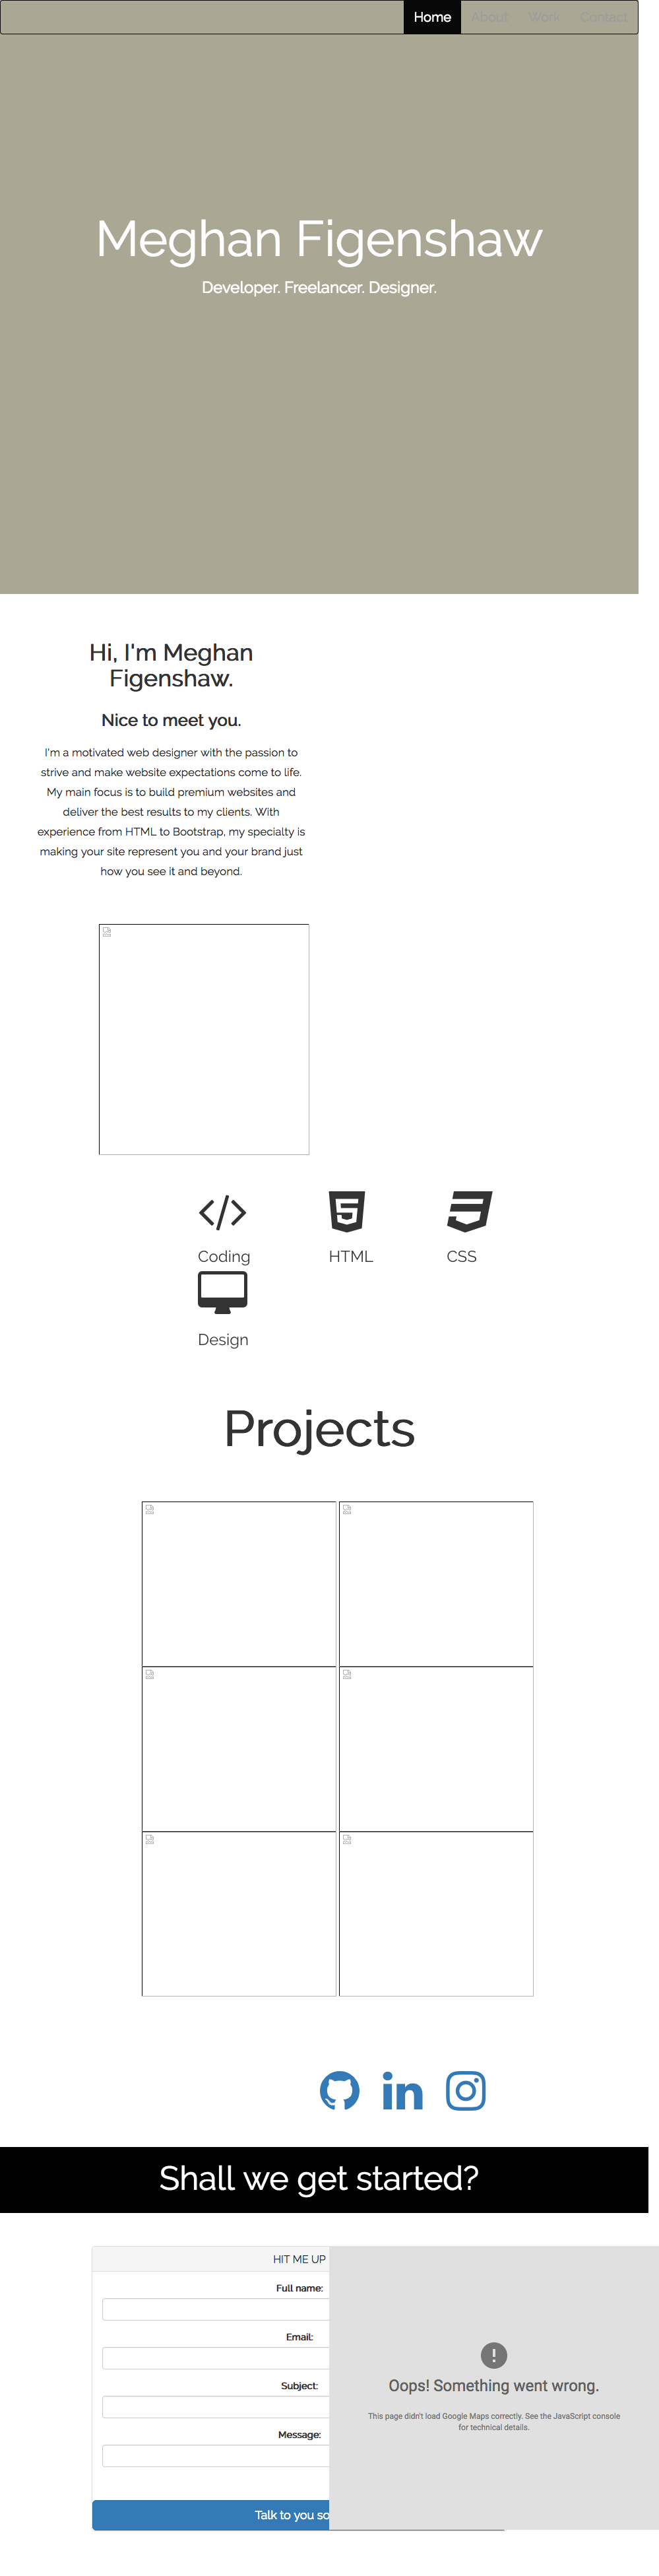 Home About Work Contact
Meghan Figenshaw
Developer. Freelancer. Designer.
Hi, I'm Meghan
Figenshaw.
Nice to meet you.
I'm a motivated web designer with the passion to
strive and make website expectations come to life.
My main focus is to build premium websites and
deliver the best results to my clients. With
experience from HTML to Bootstrap, my specialty is
making your site represent you and your brand just
how you see it and beyond.
Coding HTML CSS
Design
Projects
Shall we get started?
HIT ME UP
Full name:
Email:
Subject:
Message:
Talk to you so
Oops! Something went wrong.
This page didn't load Google Maps correctly. See the JavaScript console
for technical details.